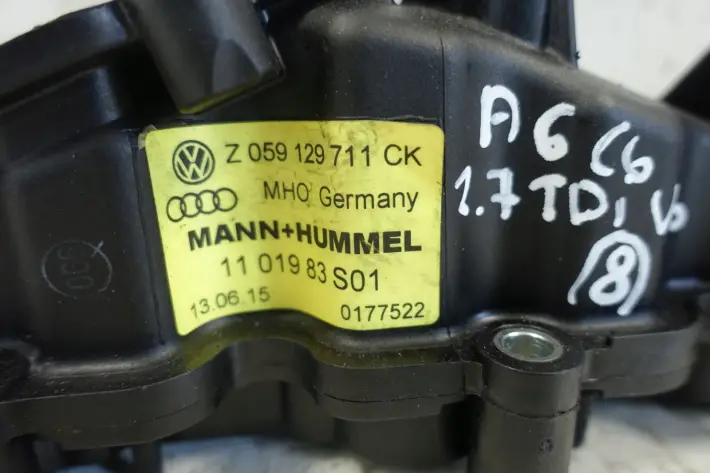 Z 059 129 711 CK
MHO Germany
MANN+HUMMEL
11 019 83 S01
13.06.15 0177522
A6 C6
1.7 TDI
8